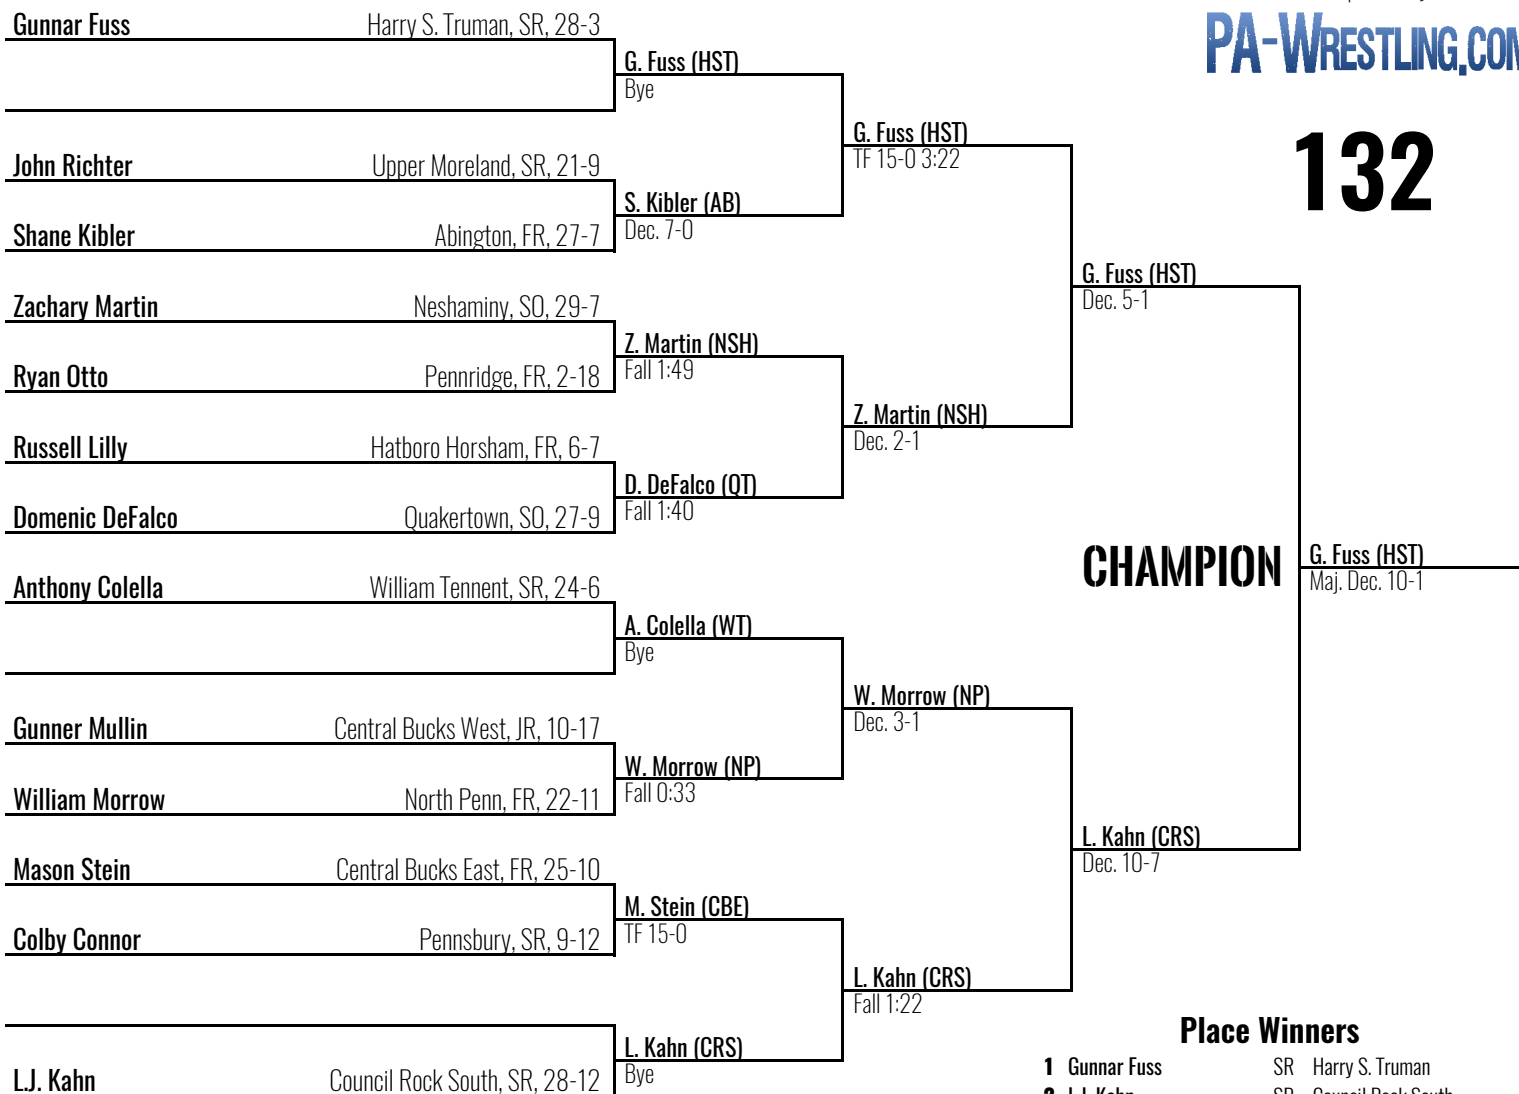 PA-WRESTLING.COM
132
Gunnar Fuss Harry S. Truman, SR, 28-3
G. Fuss (HST)
Bye
G. Fuss (HST)
TF 15-0 3:22
John Richter Upper Moreland, SR, 21-9
S. Kibler (AB)
Dec. 7-0
Shane Kibler Abington, FR, 27-7
G. Fuss (HST)
Dec. 5-1
Zachary Martin Neshaminy, SO, 29-7
Z. Martin (NSH)
Fall 1:49
Ryan Otto Pennridge, FR, 2-18
Z. Martin (NSH)
Dec. 2-1
Russell Lilly Hatboro Horsham, FR, 6-7
D. DeFalco (QT)
Fall 1:40
Domenic DeFalco Quakertown, SO, 27-9
CHAMPION
G. Fuss (HST)
Maj. Dec. 10-1
Anthony Colella William Tennent, SR, 24-6
A. Colella (WT)
Bye
W. Morrow (NP)
Dec. 3-1
Gunner Mullin Central Bucks West, JR, 10-17
W. Morrow (NP)
Fall 0:33
William Morrow North Penn, FR, 22-11
L. Kahn (CRS)
Dec. 10-7
Mason Stein Central Bucks East, FR, 25-10
M. Stein (CBE)
TF 15-0
Colby Connor Pennsbury, SR, 9-12
L. Kahn (CRS)
Fall 1:22
L. Kahn (CRS)
Bye
L.J. Kahn Council Rock South, SR, 28-12
Place Winners
1 Gunnar Fuss SR Harry S. Truman
2 L.J. Kahn SR Council Rock South